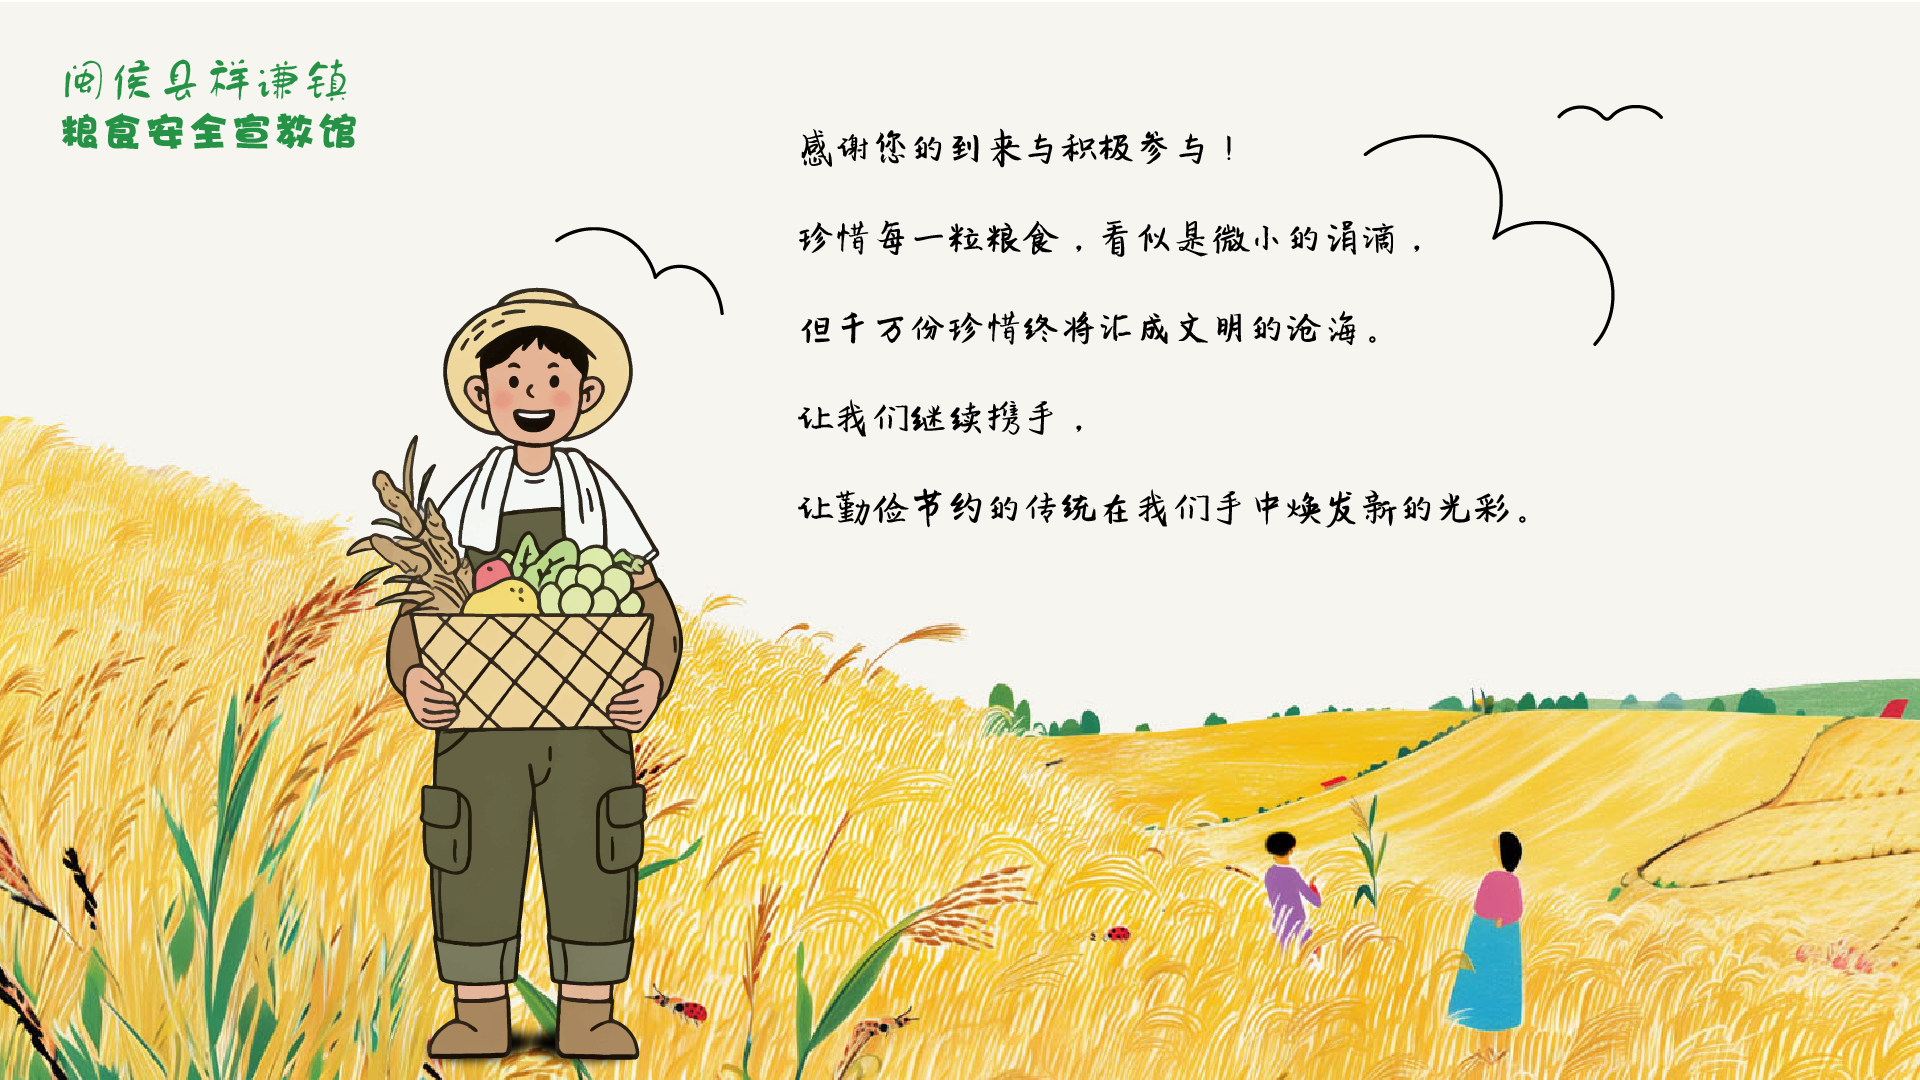 闽侯县祥谦镇
粮食安全宣教馆
感谢您的到来与积极参与！
珍惜每一粒粮食，看似是微小的涓滴，
但千万份珍惜终将汇成文明的沧海。
让我们继续携手，
让勤俭节约的传统在我们手中焕发新的光彩。